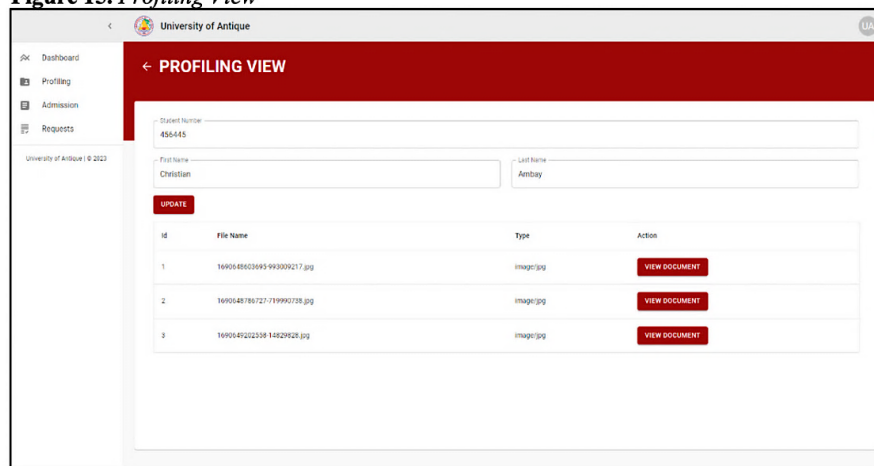 Figure 13. Profiling View
University of Antique
UA
Dashboard
Profiling
Admission
Requests
University of Antique | © 2023
← PROFILING VIEW
Student Number
456445
First Name
Christian
Last Name
Ambay
UPDATE
Id File Name Type Action
1 1690648603695-993009217.jpg image/jpg VIEW DOCUMENT
2 1690648786727-719990738.jpg image/jpg VIEW DOCUMENT
3 1690649202558-14829828.jpg image/jpg VIEW DOCUMENT